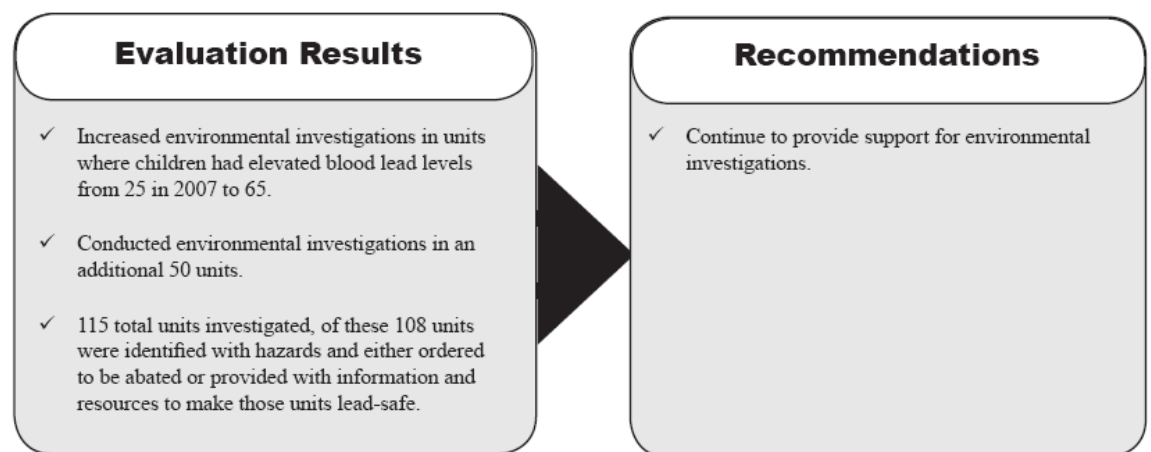 Evaluation Results
✓ Increased environmental investigations in units
where children had elevated blood lead levels
from 25 in 2007 to 65.
✓ Conducted environmental investigations in an
additional 50 units.
✓ 115 total units investigated, of these 108 units
were identified with hazards and either ordered
to be abated or provided with information and
resources to make those units lead-safe.
Recommendations
✓ Continue to provide support for environmental
investigations.